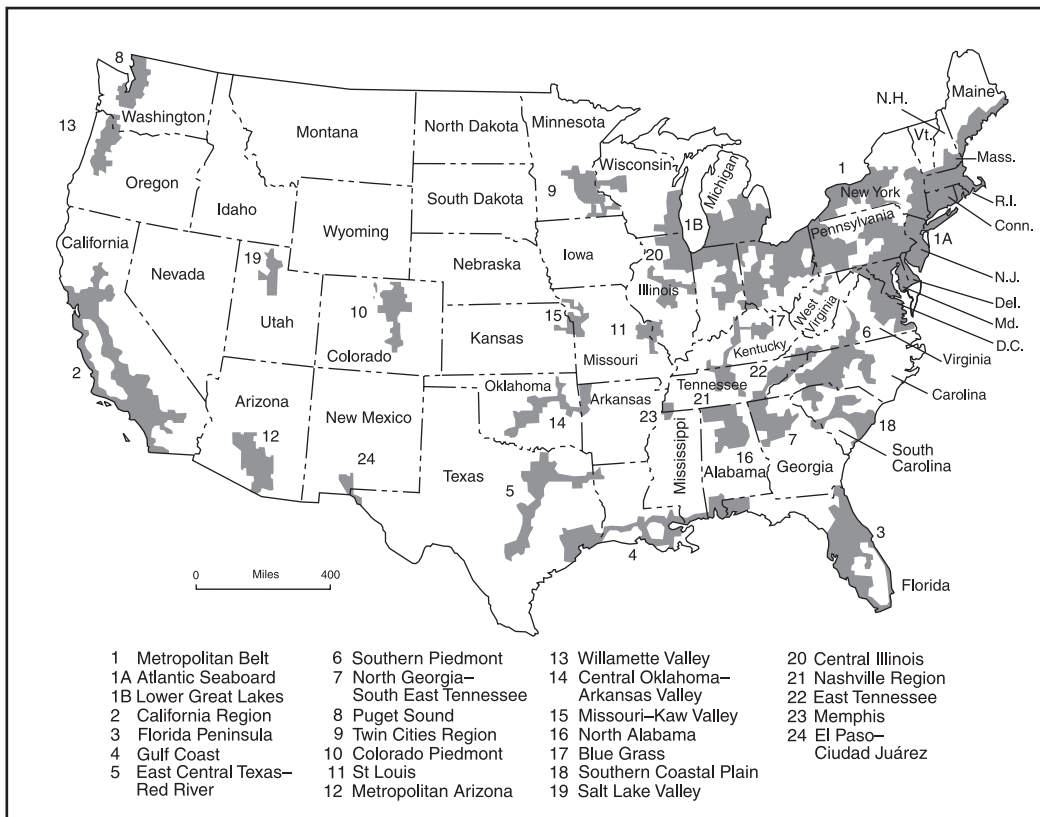 8
Washington
13
Oregon
Montana
Idaho
North Dakota
South Dakota
Minnesota
Wisconsin
Michigan
9
1
N.H.
Vt.
Maine
Mass.
New York
R.I.
Conn.
Pennsylvania
1A
N.J.
Del.
Md.
D.C.
California
Nevada
19
Utah
Wyoming
10
Colorado
Nebraska
Kansas
Iowa
1B
20
Illinois
15
11
Missouri
17
Kentucky
West
Virginia
6
Virginia
Carolina
2
Arizona
12
New Mexico
24
Oklahoma
14
Arkansas
Tennessee
22
21
23
Texas
5
Mississippi
16
Alabama
7
Georgia
18
South
Carolina
4
3
Florida
0 Miles 400
1 Metropolitan Belt
1A Atlantic Seaboard
1B Lower Great Lakes
2 California Region
3 Florida Peninsula
4 Gulf Coast
5 East Central Texas–
Red River
6 Southern Piedmont
7 North Georgia–
South East Tennessee
8 Puget Sound
9 Twin Cities Region
10 Colorado Piedmont
11 St Louis
12 Metropolitan Arizona
13 Willamette Valley
14 Central Oklahoma–
Arkansas Valley
15 Missouri–Kaw Valley
16 North Alabama
17 Blue Grass
18 Southern Coastal Plain
19 Salt Lake Valley
20 Central Illinois
21 Nashville Region
22 East Tennessee
23 Memphis
24 El Paso–
Ciudad Juárez